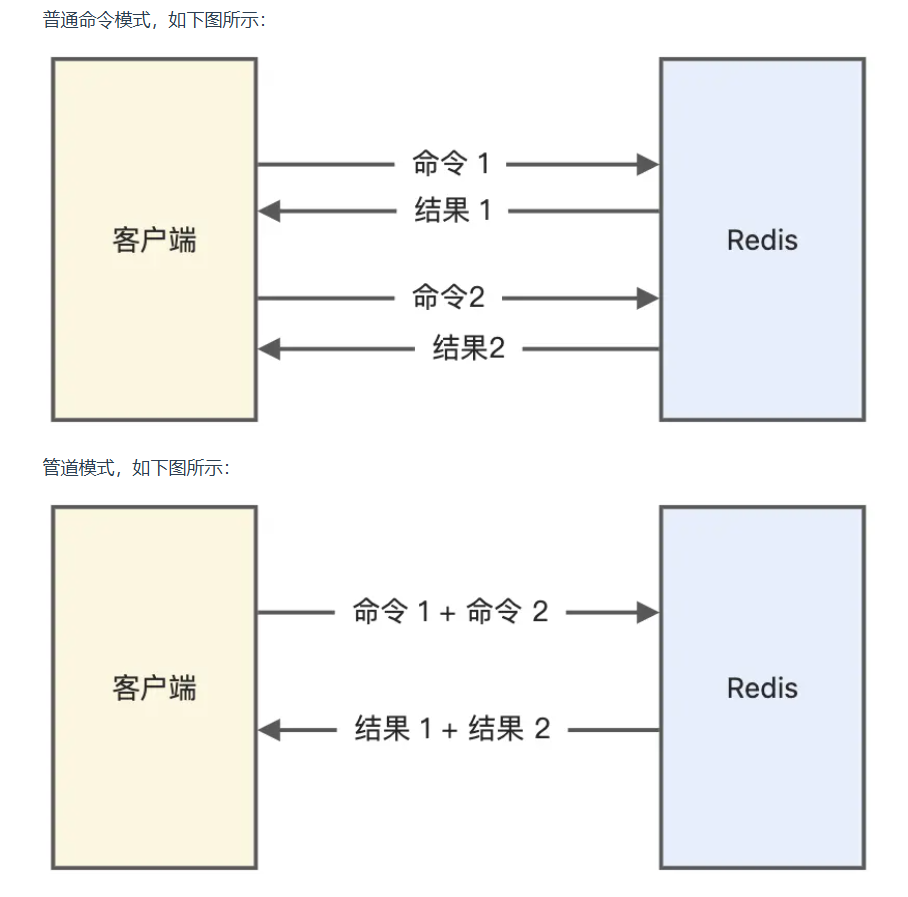 普通命令模式，如下图所示：
命令 1
结果 1
客户端
Redis
命令2
结果2
管道模式，如下图所示：
命令 1 + 命令 2
客户端
Redis
结果 1 + 结果 2